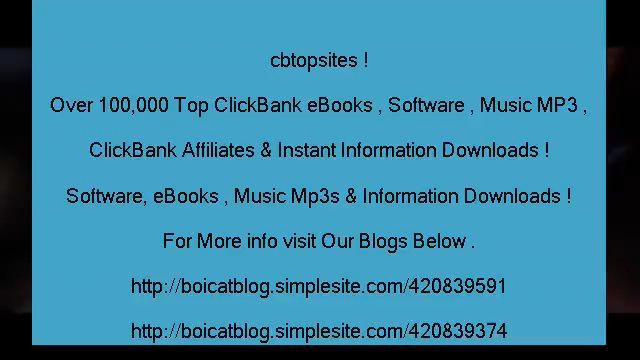 cbtopsites !
Over 100,000 Top ClickBank eBooks , Software , Music MP3 ,
ClickBank Affiliates & Instant Information Downloads !
Software, eBooks , Music Mp3s & Information Downloads !
For More info visit Our Blogs Below .
http://boicatblog.simplesite.com/420839591
http://boicatblog.simplesite.com/420839374